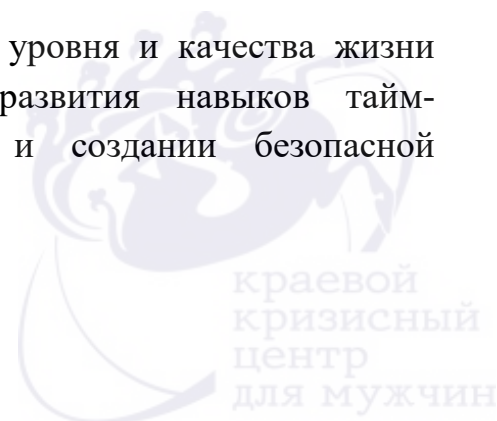 уровня и качества жизни
развития навыков тайм-
и создании безопасной
краевой
кризисный
центр
для мужчин